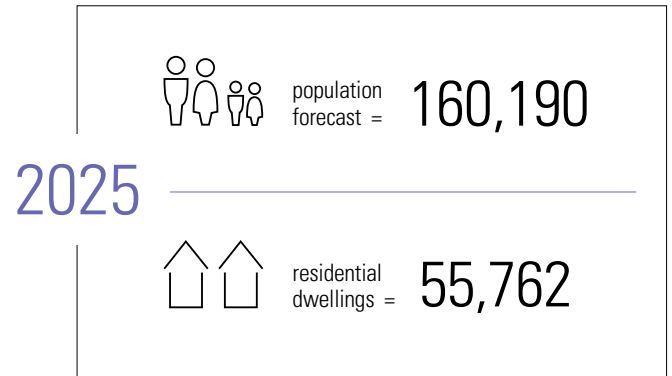 population
forecast = 160,190
2025
residential
dwellings = 55,762